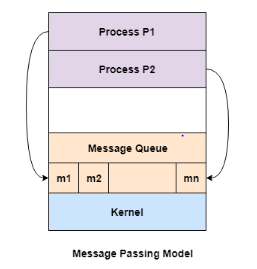 Process P1
Process P2
Message Queue
m1 m2 mn
Kernel
Message Passing Model